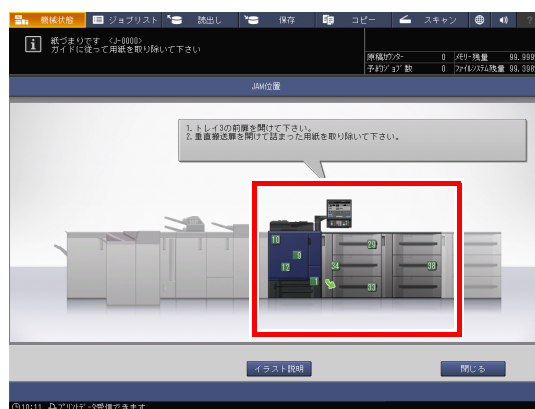 機械状態
ジョブリスト
読出し
保存
コピー
スキャン
?
i
紙づまりです <J-0000>
ガイドに従って用紙を取り除いて下さい
原稿カウンター 0
メモリー残量 99.999
予約ジョブ数 0
ファイルシステム残量 99.398
JAM位置
1.トレイ3の前扉を開けて下さい。
2.垂直搬送扉を開けて詰まった用紙を取り除いて下さい。
10
9
12
1
29
34
33
38
イラスト説明
閉じる
10:11 プリントデータ受信できます